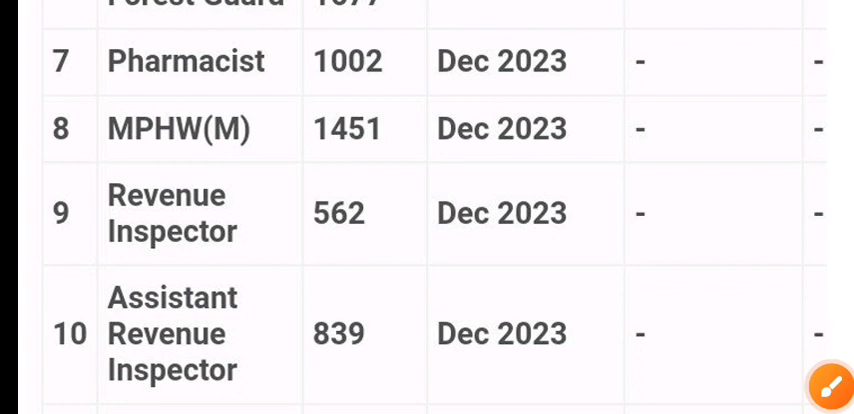 7 Pharmacist 1002 Dec 2023 - -
8 MPHW(M) 1451 Dec 2023 - -
9 Revenue Inspector 562 Dec 2023 - -
10 Assistant Revenue Inspector 839 Dec 2023 - -